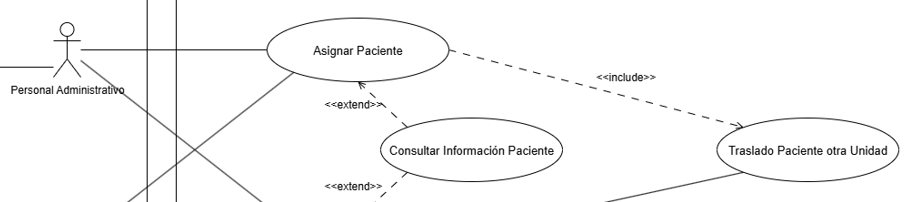 Asignar Paciente
<<include>>
Personal Administrativo
<<extend>>
Consultar Información Paciente
Traslado Paciente otra Unidad
<<extend>>